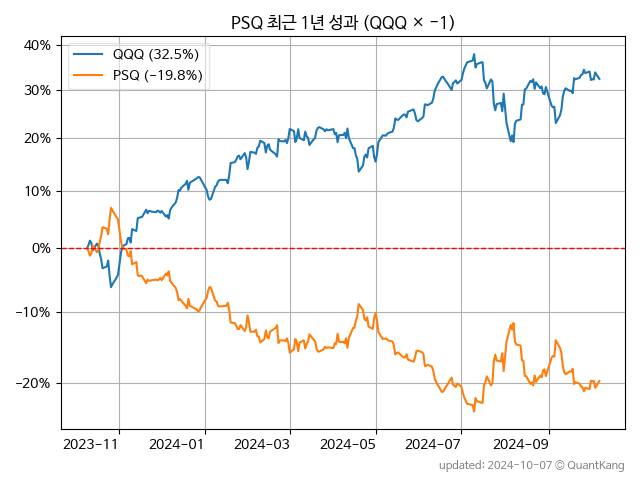 PSQ 최근 1년 성과 (QQQ × −1)
QQQ (32.5%)
PSQ (−19.8%)
40%
30%
20%
10%
0%
−10%
−20%
2023-11 2024-01 2024-03 2024-05 2024-07 2024-09
updated: 2024-10-07 © QuantKang